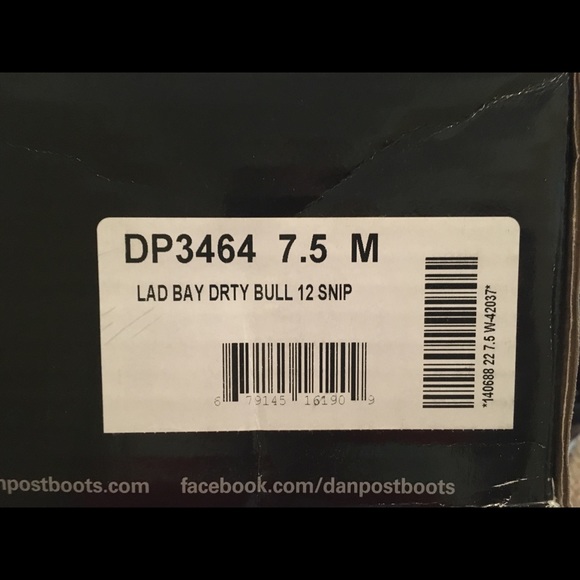 DP3464 7.5 M
LAD BAY DRTY BULL 12 SNIP
6 79145 16190 9
*140688 22 7.5 W-42037*
npostboots.com facebook.com/danpostboots